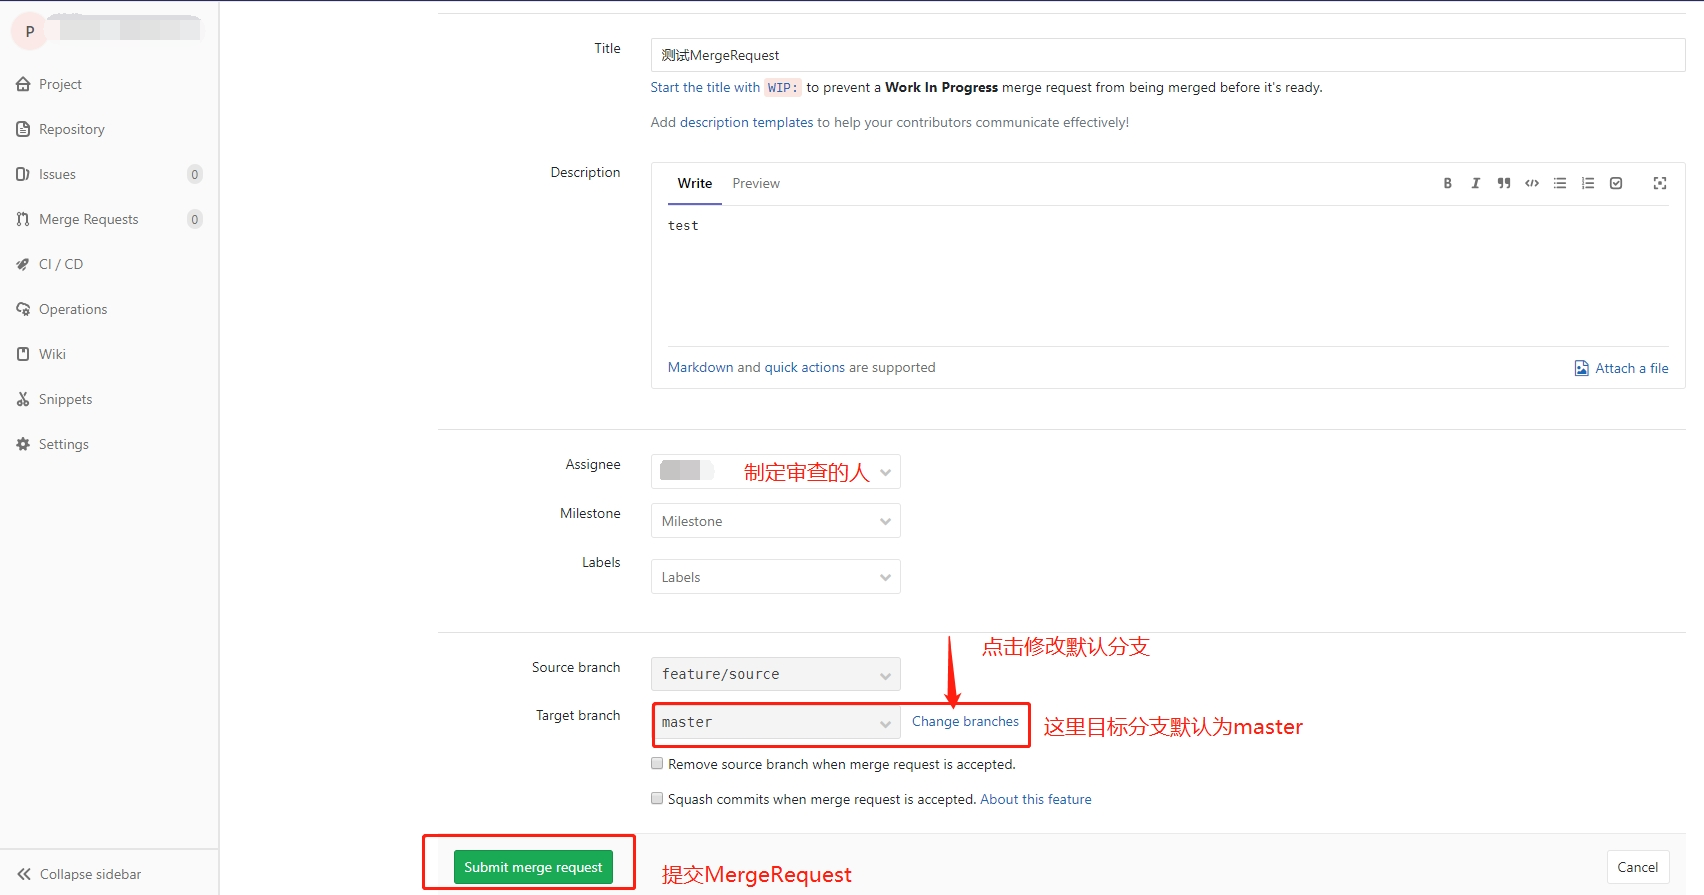 P
Project
Repository
Issues 0
Merge Requests 0
CI / CD
Operations
Wiki
Snippets
Settings
Collapse sidebar
Title
测试MergeRequest
Start the title with WIP: to prevent a Work In Progress merge request from being merged before it's ready.
Add description templates to help your contributors communicate effectively!
Description
Write Preview
test
Markdown and quick actions are supported
Attach a file
Assignee
制定审查的人
Milestone
Milestone
Labels
Labels
点击修改默认分支
Source branch
feature/source
Target branch
master
Change branches
这里目标分支默认为master
Remove source branch when merge request is accepted.
Squash commits when merge request is accepted. About this feature
Submit merge request
提交MergeRequest
Cancel